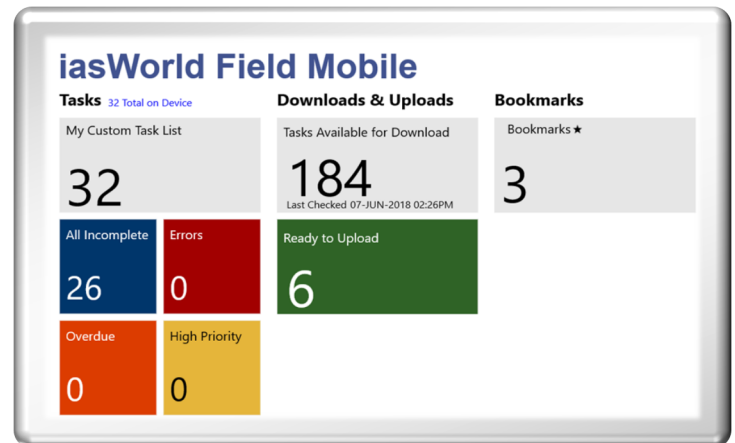 iasWorld Field Mobile
Tasks 32 Total on Device
My Custom Task List
32
All Incomplete
26
Errors
0
Overdue
0
High Priority
0
Downloads & Uploads
Tasks Available for Download
184
Last Checked 07-JUN-2018 02:26PM
Ready to Upload
6
Bookmarks
Bookmarks★
3